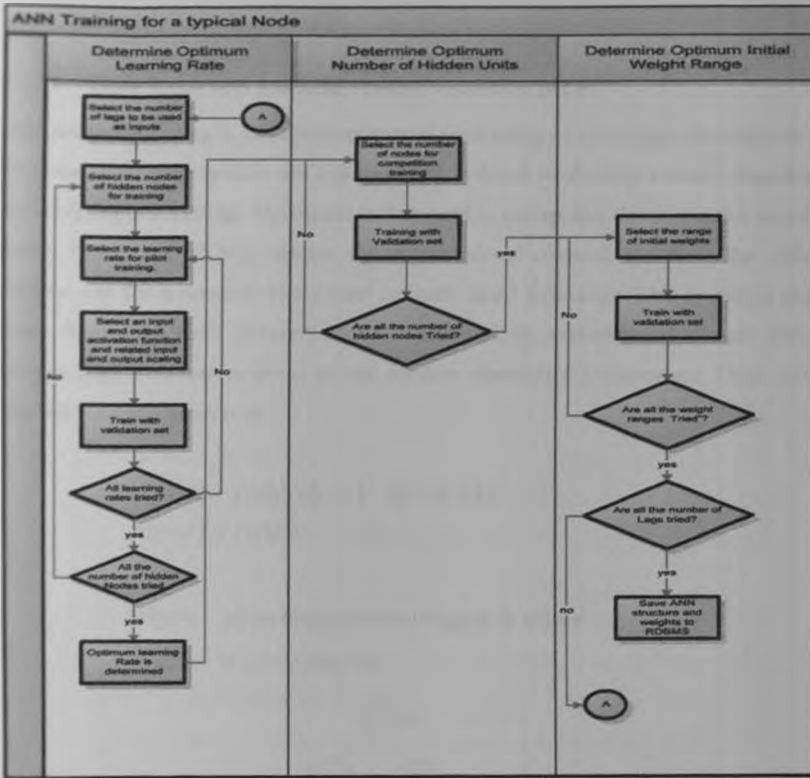 ANN Training for a typical Node
Determine Optimum
Learning Rate
Select the number
of lags to be used
as inputs
A
Select the number
of hidden nodes
for training
Select the learning
rate for pilot
training.
Select an input
and output
activation function
and related input
and output scaling
No
No
Train with
validation set
All learning
rates tried?
yes
All the
number of hidden
Nodes tried
yes
Optimum learning
Rate is
determined
Determine Optimum
Number of Hidden Units
Select the number
of nodes for
competition
training
No
Training with
Validation set
yes
Are all the number of
hidden nodes Tried?
Determine Optimum Initial
Weight Range
Select the range
of initial weights
No
Train with
validation set
Are all the weight
ranges "Tried"?
yes
Are all the number of
Lags tried?
yes
no
Save ANN
structure and
weights to
RDBMS
A